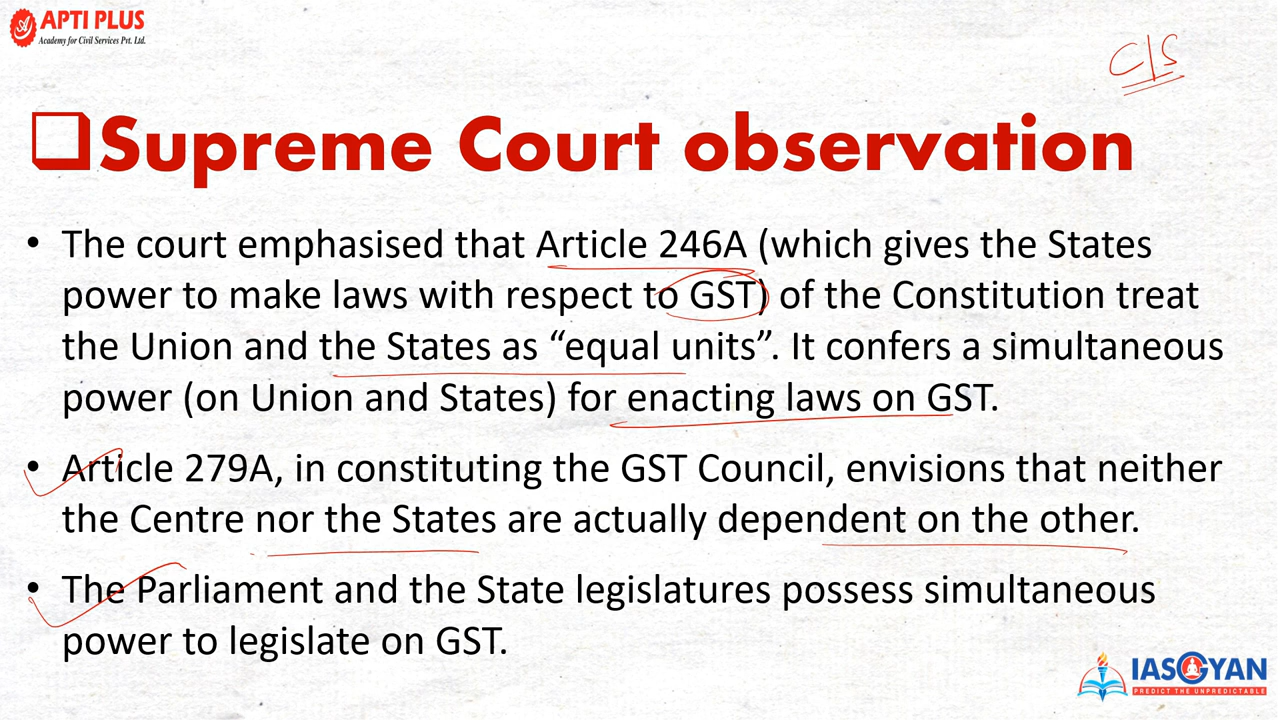 APTI PLUS
Academy for Civil Services Pvt. Ltd.
C/S
Supreme Court observation
• The court emphasised that Article 246A (which gives the States
power to make laws with respect to GST) of the Constitution treat
the Union and the States as “equal units”. It confers a simultaneous
power (on Union and States) for enacting laws on GST.
• Article 279A, in constituting the GST Council, envisions that neither
the Centre nor the States are actually dependent on the other.
• The Parliament and the State legislatures possess simultaneous
power to legislate on GST.
IASGYAN
PREDICT THE UNPREDICTABLE